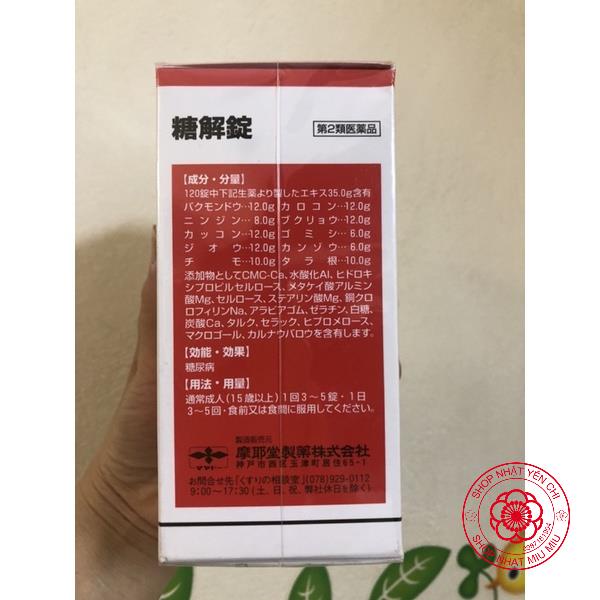 糖解錠
第2類医薬品
【成分・分量】
120錠中下記生薬より製したエキス35.0g含有
バクモンドウ…12.0g カロコン…12.0g
ニンジン…8.0g ブクリョウ…12.0g
カッコン…12.0g ゴミシ…6.0g
ジオウ…12.0g カンゾウ…6.0g
チモ…10.0g タラ根…10.0g
添加物としてCMC-Ca、水酸化Al、ヒドロキ
シプロピルセルロース、メタケイ酸アルミン
酸Mg、セルロース、ステアリン酸Mg、銅クロ
ロフィリンNa、アラビアゴム、ゼラチン、白糖、
炭酸Ca、タルク、セラック、ヒプロメロース、
マクロゴール、カルナウバロウを含有します。
【効能・効果】
糖尿病
【用法・用量】
通常成人(15歳以上)1回3〜5錠・1日
3〜5回・食前又は食間に服用してください。
製造販売元
摩耶堂製薬株式会社
神戸市西区玉津町居住65-1
お問合せ先「くすりの相談室」(078)929-0112
9:00〜17:30(土、日、祝、弊社休日を除く)
SHOP NHẬT YẾN CHI
SHOP NHẬT MIU MIU